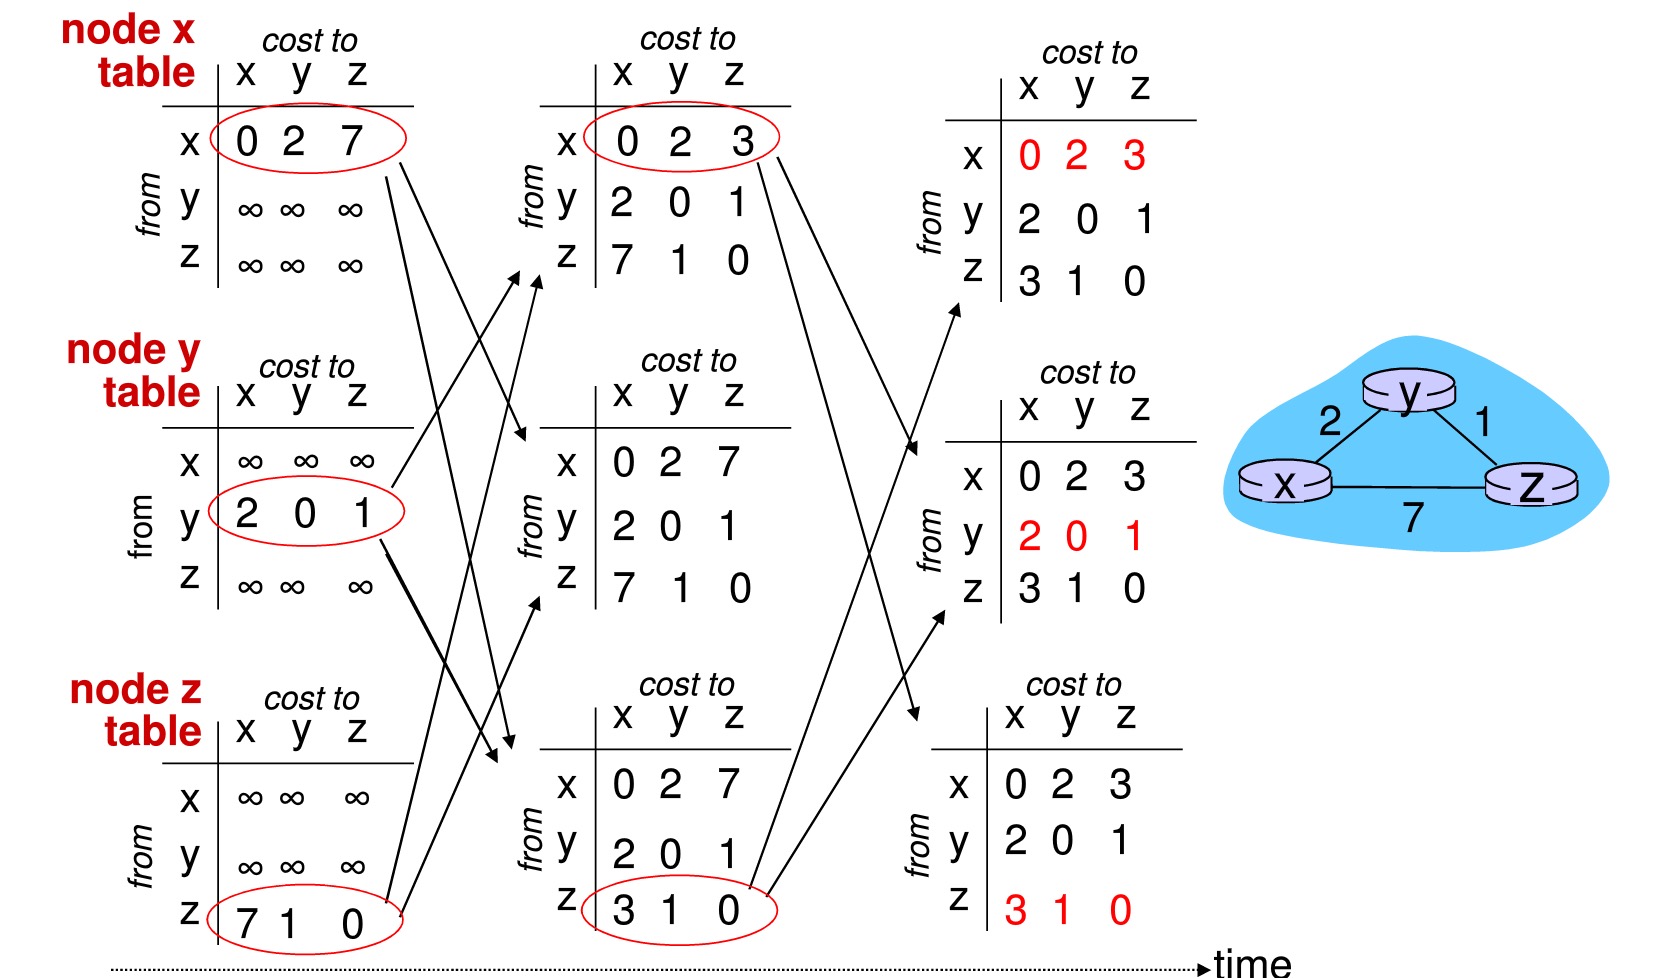 node x
table
cost to
x y z
from
x 0 2 7
y ∞ ∞ ∞
z ∞ ∞ ∞
cost to
x y z
from
x 0 2 3
y 2 0 1
z 7 1 0
cost to
x y z
from
x 0 2 3
y 2 0 1
z 3 1 0
node y
table
cost to
x y z
from
x ∞ ∞ ∞
y 2 0 1
z ∞ ∞ ∞
cost to
x y z
from
x 0 2 7
y 2 0 1
z 7 1 0
cost to
x y z
from
x 0 2 3
y 2 0 1
z 3 1 0
y
2 1
x z
7
node z
table
cost to
x y z
from
x ∞ ∞ ∞
y ∞ ∞ ∞
z 7 1 0
cost to
x y z
from
x 0 2 7
y 2 0 1
z 3 1 0
cost to
x y z
from
x 0 2 3
y 2 0 1
z 3 1 0
time